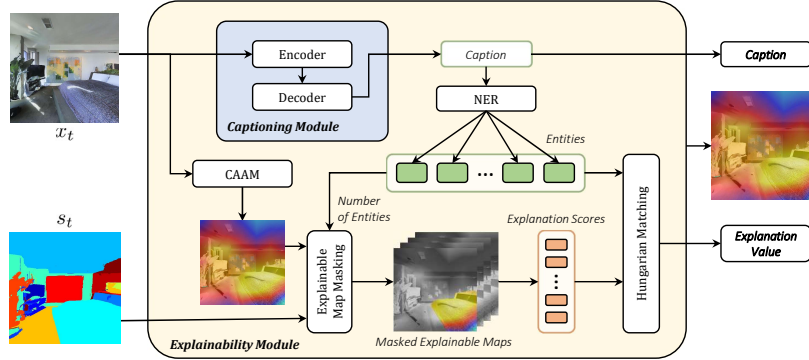 x_t
s_t
Encoder
Decoder
Captioning Module
Caption
NER
Entities
...
CAAM
Number
of Entities
Explainable
Map Masking
Masked Explainable Maps
Explanation Scores
Hungarian Matching
Explainability Module
Caption
Explanation
Value